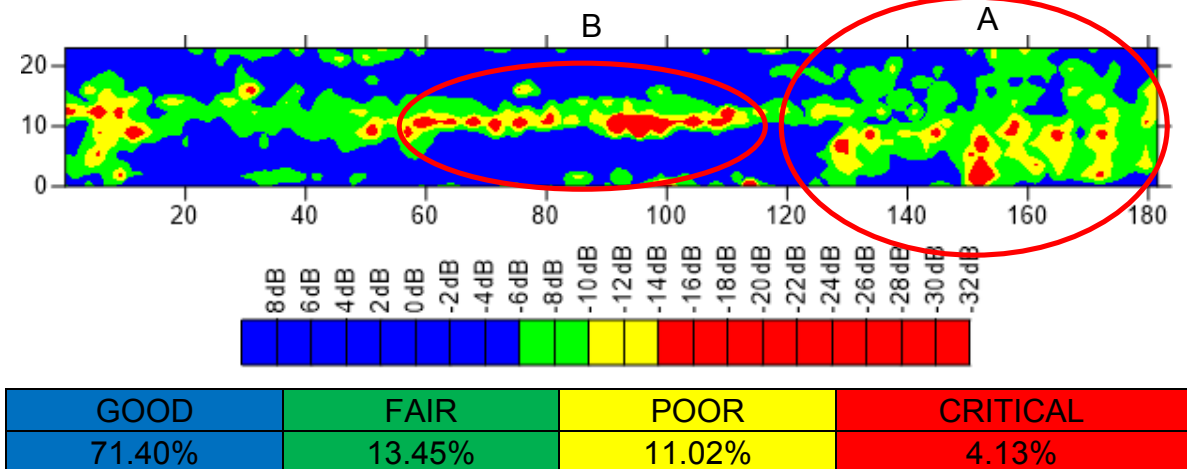 B
A
20
10
0
20 40 60 80 100 120 140 160 180
8dB 6dB 4dB 2dB 0dB -2dB -4dB -6dB -8dB -10dB -12dB -14dB -16dB -18dB -20dB -22dB -24dB -26dB -28dB -30dB -32dB
GOOD FAIR POOR CRITICAL
71.40% 13.45% 11.02% 4.13%